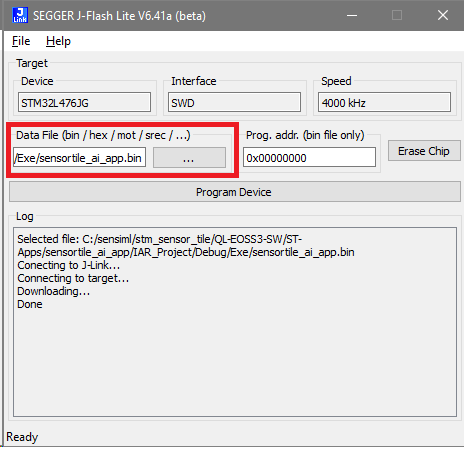 J Link SEGGER J-Flash Lite V6.41a (beta)
File Help
Target
Device Interface Speed
STM32L476JG SWD 4000 kHz
Data File (bin / hex / mot / srec / ...) Prog. addr. (bin file only)
/Exe/sensortile_ai_app.bin ... 0x00000000 Erase Chip
Program Device
Log
Selected file: C:/sensiml/stm_sensor_tile/QL-EOSS3-SW/ST-
Apps/sensortile_ai_app/IAR_Project/Debug/Exe/sensortile_ai_app.bin
Conecting to J-Link...
Connecting to target...
Downloading...
Done
Ready